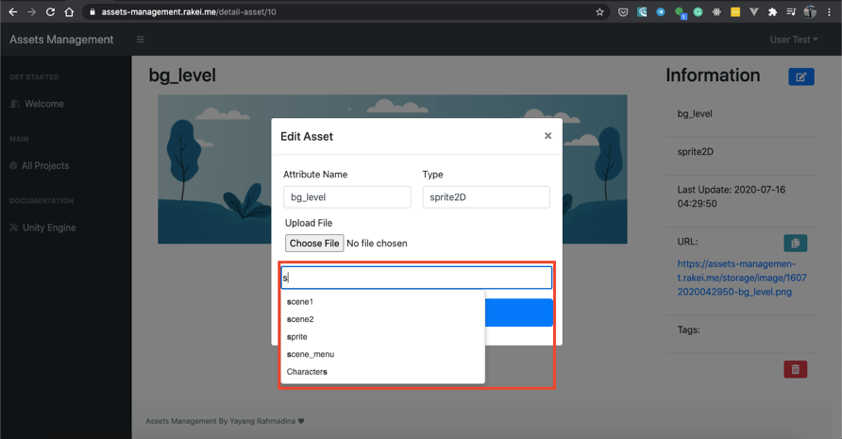 assets-management.rakei.me/detail-asset/10
Assets Management
User Test
GET STARTED
Welcome
MAIN
All Projects
DOCUMENTATION
Unity Engine
bg_level
Edit Asset
×
Attribute Name
Type
bg_level
sprite2D
Upload File
Choose File No file chosen
s
scene1
scene2
sprite
scene_menu
Characters
Information
bg_level
sprite2D
Last Update: 2020-07-16
04:29:50
URL:
https://assets-managemen-
t.rakei.me/storage/image/1607
2020042950-bg_level.png
Tags:
Assets Management By Yayang Rahmadina